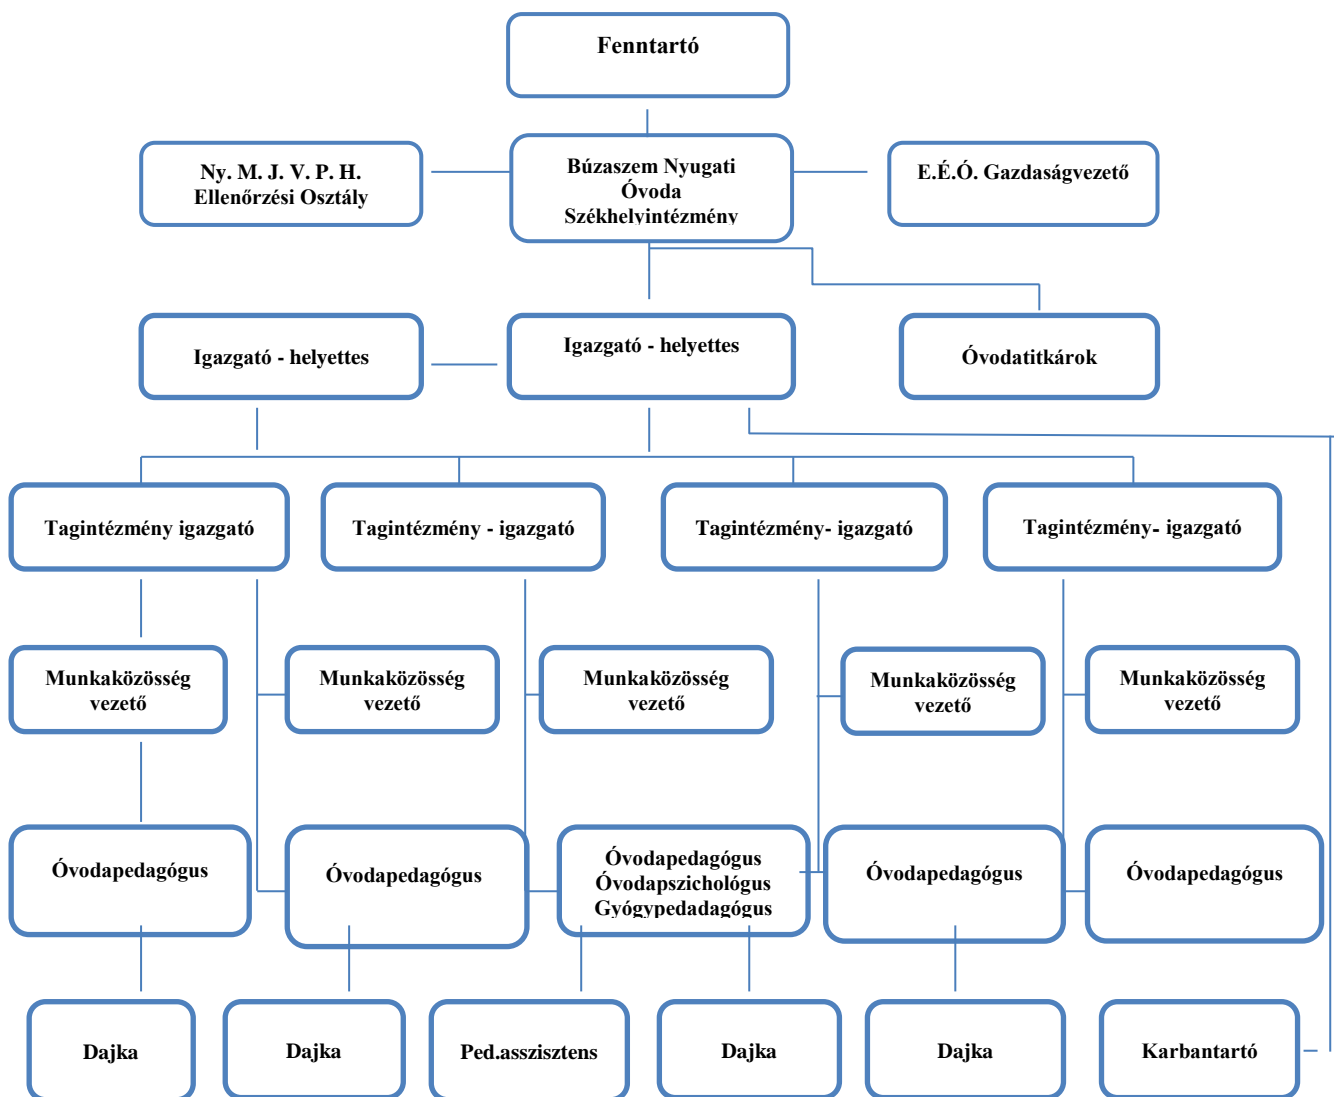 Fenntartó
Ny. M. J. V. P. H.
Ellenőrzési Osztály
Búzaszem Nyugati
Óvoda
Székhelyintézmény
E.É.Ó. Gazdaságvezető
Igazgató - helyettes
Igazgató - helyettes
Óvodatitkárok
Tagintézmény igazgató
Tagintézmény - igazgató
Tagintézmény- igazgató
Tagintézmény- igazgató
Munkaközösség
vezető
Munkaközösség
vezető
Munkaközösség
vezető
Munkaközösség
vezető
Munkaközösség
vezető
Óvodapedagógus
Óvodapedagógus
Óvodapedagógus
Óvodapszichológus
Gyógypedadagógus
Óvodapedagógus
Óvodapedagógus
Dajka
Dajka
Ped.asszisztens
Dajka
Dajka
Karbantartó